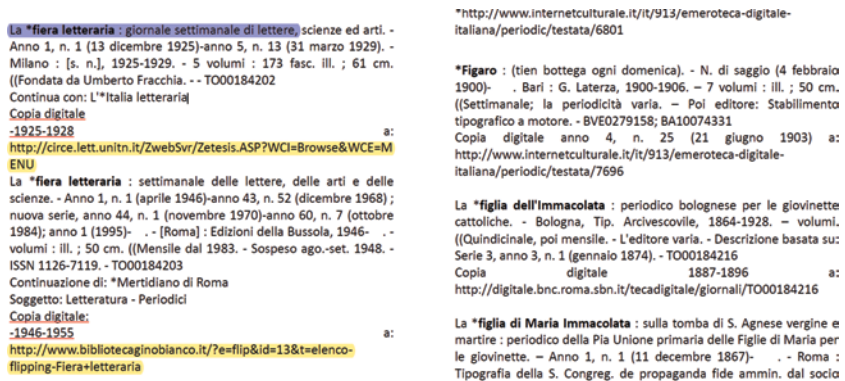 La *fiera letteraria : giornale settimanale di lettere, scienze ed arti. -
Anno 1, n. 1 (13 dicembre 1925)-anno 5, n. 13 (31 marzo 1929). -
Milano : [s. n.], 1925-1929. - 5 volumi : 173 fasc. ill. ; 61 cm.
((Fondata da Umberto Fracchia. - - TO00184202
Continua con: L'*Italia letteraria
Copia digitale
-1925-1928 a:
http://circe.lett.unitn.it/ZwebSvr/Zetesis.ASP?WCI=Browse&WCE=M
ENU
La *fiera letteraria : settimanale delle lettere, delle arti e delle
scienze. - Anno 1, n. 1 (aprile 1946)-anno 43, n. 52 (dicembre 1968) ;
nuova serie, anno 44, n. 1 (novembre 1970)-anno 60, n. 7 (ottobre
1984); anno 1 (1995)- . - [Roma] : Edizioni della Bussola, 1946- . -
volumi : ill. ; 50 cm. ((Mensile dal 1983. - Sospeso ago.-set. 1948. -
ISSN 1126-7119. - TO00184203
Continuazione di: *Mertidiano di Roma
Soggetto: Letteratura - Periodici
Copia digitale:
-1946-1955 a:
http://www.bibliotecaginobianco.it/?e=flip&id=13&t=elenco-
flipping-Fiera+letteraria
*http://www.internetculturale.it/it/913/emeroteca-digitale-
italiana/periodic/testata/6801
*Figaro : (tien bottega ogni domenica). - N. di saggio (4 febbraio
1900)- . Bari : G. Laterza, 1900-1906. – 7 volumi : ill. ; 50 cm.
((Settimanale; la periodicità varia. – Poi editore: Stabilimento
tipografico a motore. - BVE0279158; BA10074331
Copia digitale anno 4, n. 25 (21 giugno 1903) a:
http://www.internetculturale.it/it/913/emeroteca-digitale-
italiana/periodic/testata/7696
La *figlia dell'Immacolata : periodico bolognese per le giovinette
cattoliche. - Bologna, Tip. Arcivescovile, 1864-1928. – volumi.
((Quindicinale, poi mensile. - L'editore varia. - Descrizione basata su:
Serie 3, anno 3, n. 1 (gennaio 1874). - TO00184216
Copia digitale 1887-1896 a:
http://digitale.bnc.roma.sbn.it/tecadigitale/giornali/TO00184216
La *figlia di Maria Immacolata : sulla tomba di S. Agnese vergine e
martire : periodico della Pia Unione primaria delle Figlie di Maria per
le giovinette. – Anno 1, n. 1 (11 decembre 1867)- . - Roma :
Tipografia della S. Congreg. de propaganda fide ammin. dal socio